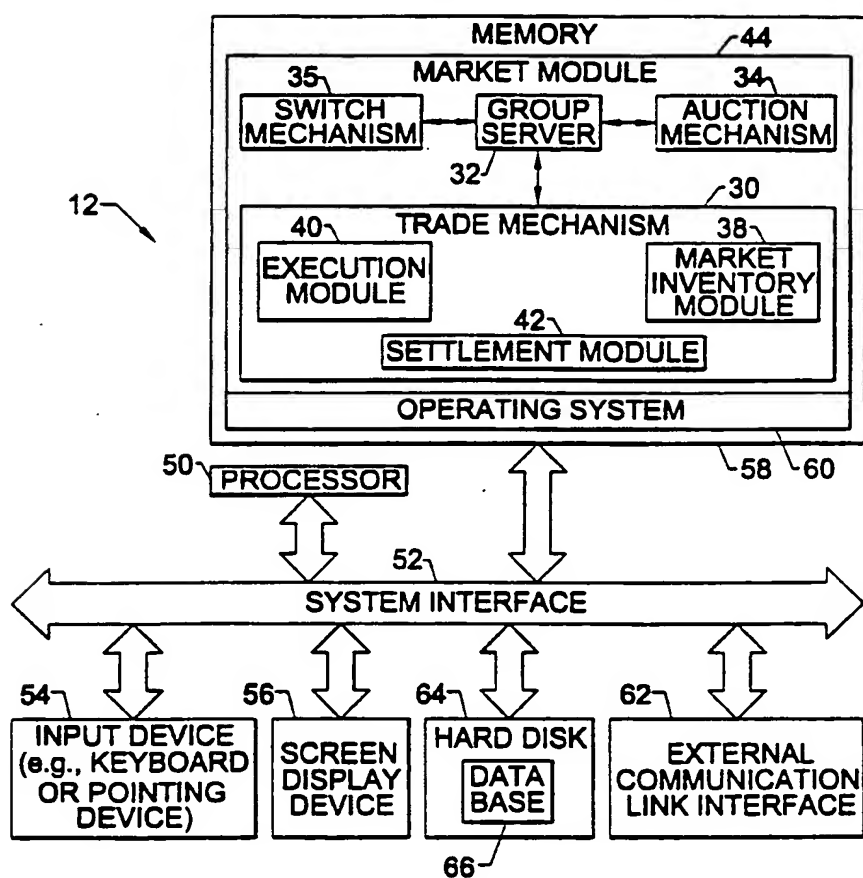 MEMORY
44
MARKET MODULE
35
34
SWITCH
MECHANISM
GROUP
SERVER
AUCTION
MECHANISM
32
30
12
TRADE MECHANISM
40
38
EXECUTION
MODULE
MARKET
INVENTORY
MODULE
42
SETTLEMENT MODULE
OPERATING SYSTEM
50
58
60
PROCESSOR
52
SYSTEM INTERFACE
54
56
64
62
INPUT DEVICE
(e.g., KEYBOARD
OR POINTING
DEVICE)
SCREEN
DISPLAY
DEVICE
HARD DISK
DATA
BASE
EXTERNAL
COMMUNICATION
LINK INTERFACE
66